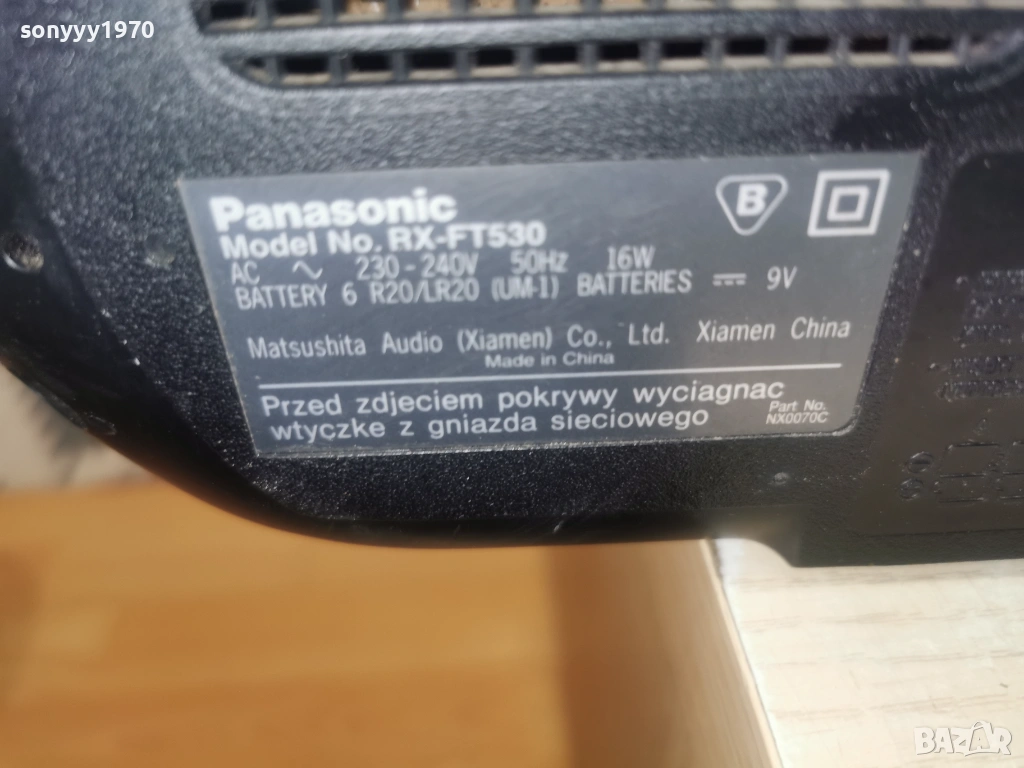 sonyyy1970
Panasonic
B
Model No. RX-FT530
AC ~ 230-240V 50Hz 16W
BATTERY 6 R20/LR20 (UM-1) BATTERIES ⎓ 9V
Matsushita Audio (Xiamen) Co., Ltd. Xiamen China
Made in China
Przed zdjeciem pokrywy wyciagnac
wtyczke z gniazda sieciowego
Part No.
NX0070C
BAZAR